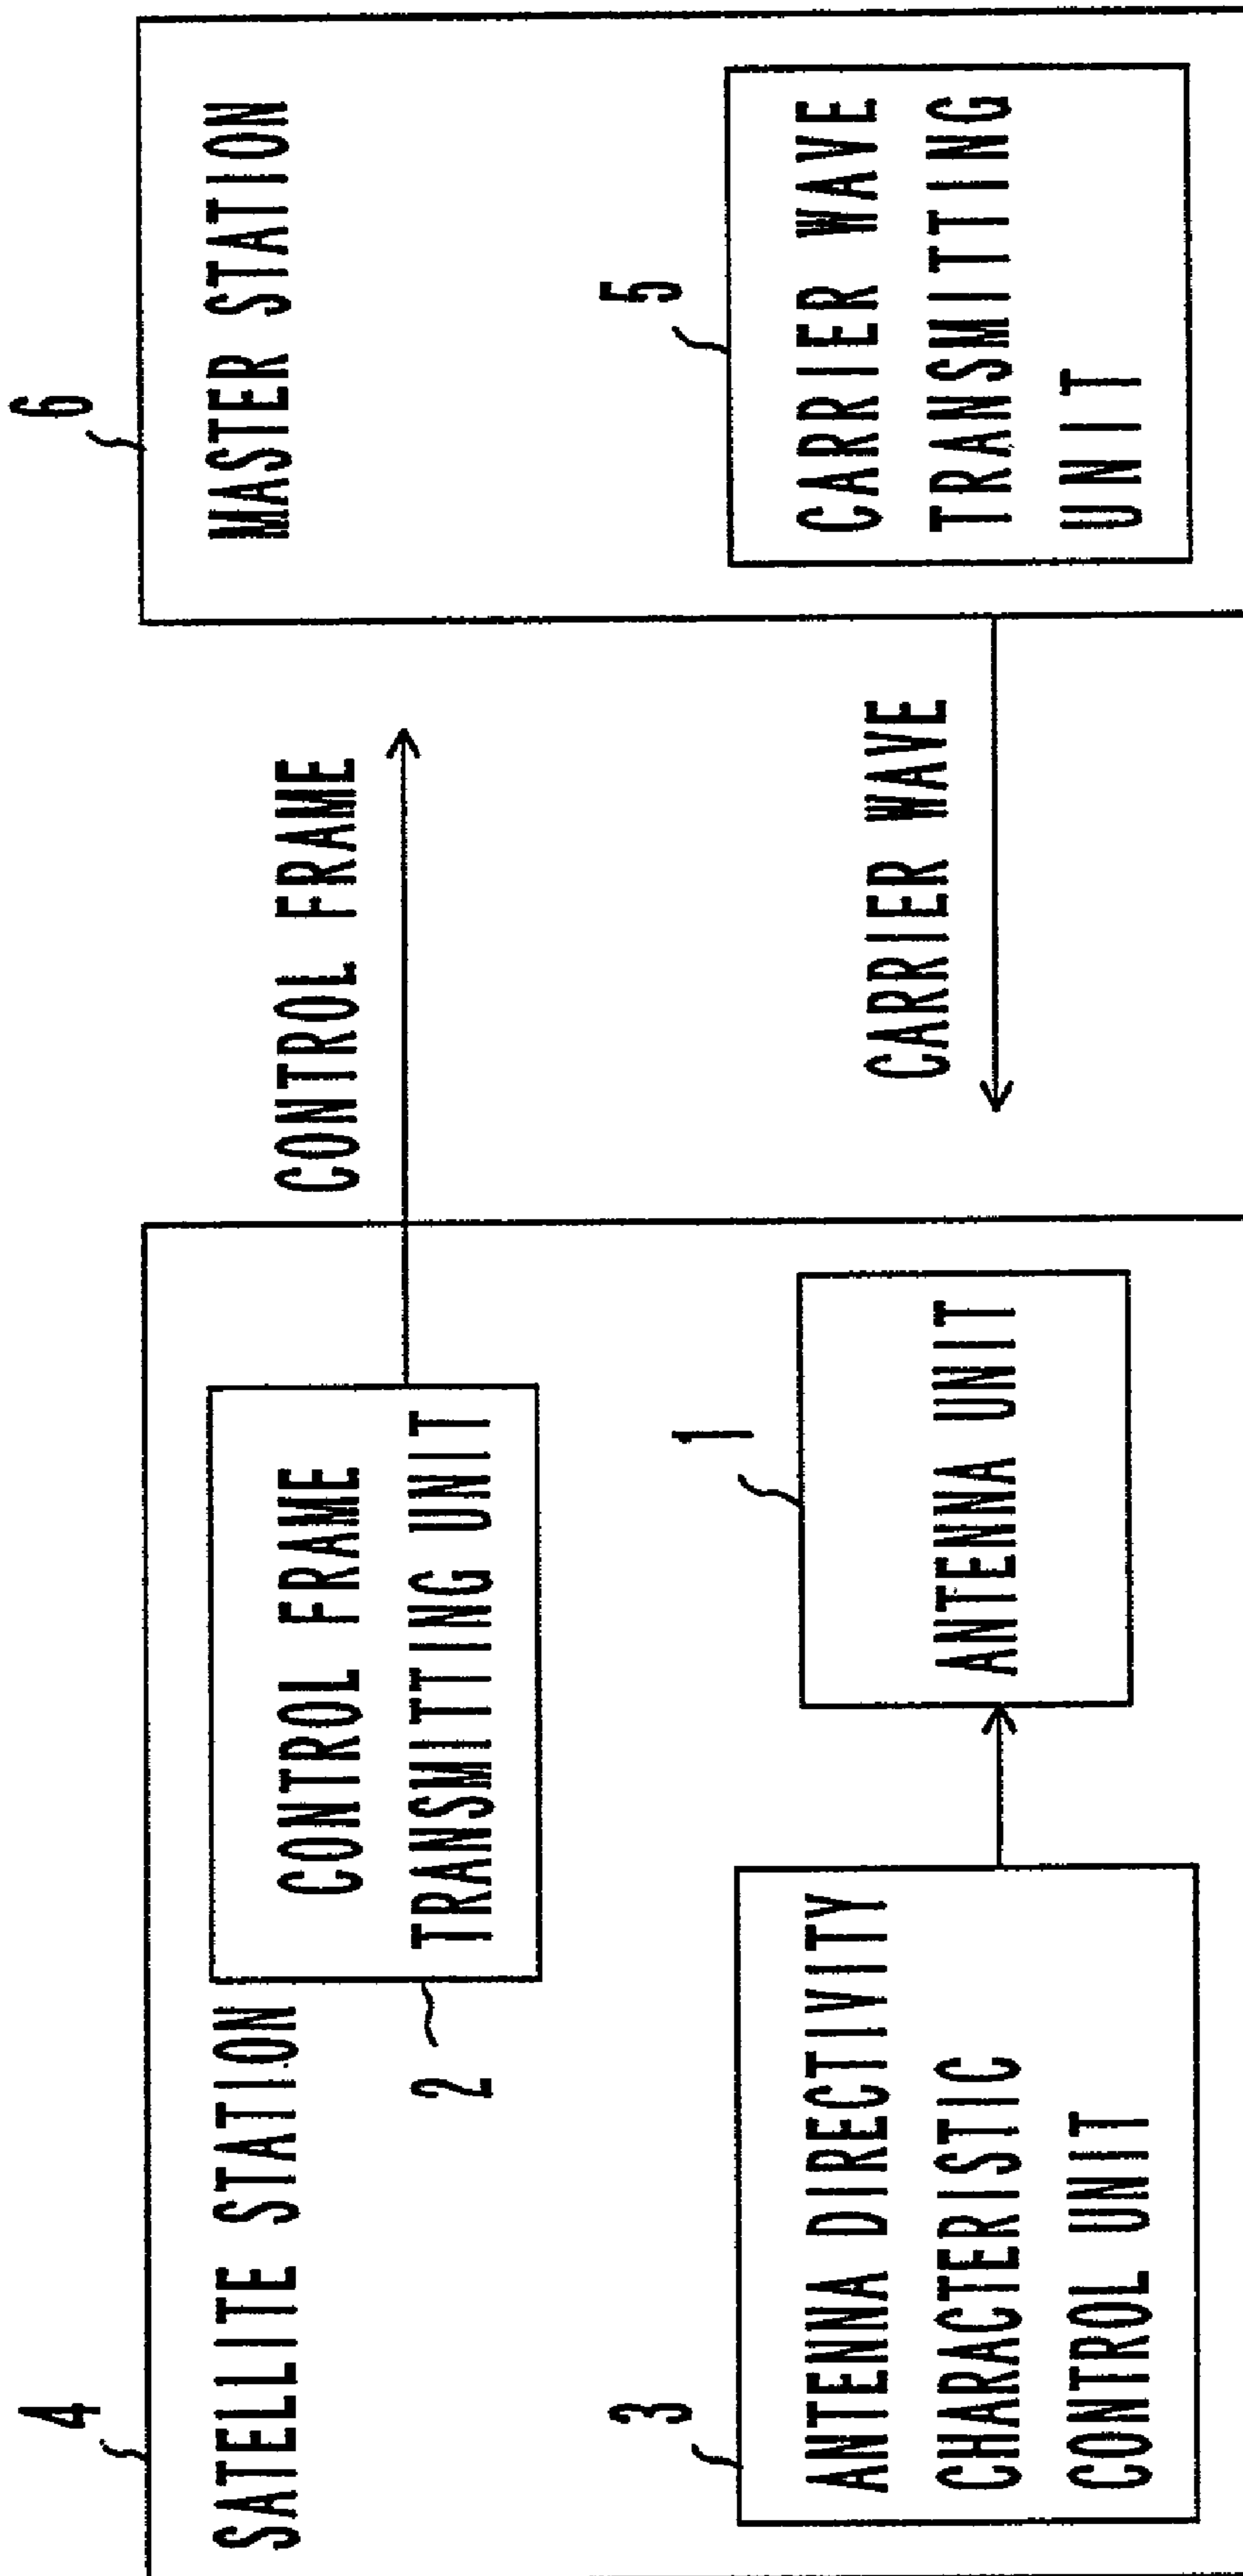 4
SATELLITE STATION
CONTROL FRAME
TRANSMITTING UNIT
2
3
ANTENNA DIRECTIVITY
CHARACTERISTIC
CONTROL UNIT
1
ANTENNA UNIT
CONTROL FRAME
CARRIER WAVE
6
MASTER STATION
5
CARRIER WAVE
TRANSMITTING
UNIT